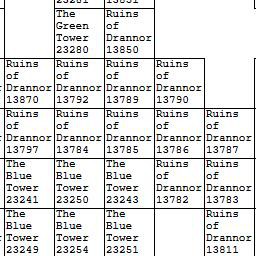 The Ruins
Green of
Tower Drannor
23280 13850
Ruins Ruins Ruins Ruins
of of of of
Drannor Drannor Drannor Drannor
13870 13792 13789 13790
Ruins Ruins Ruins Ruins Ruins
of of of of of
Drannor Drannor Drannor Drannor Drannor
13797 13784 13785 13786 13787
The The The Ruins Ruins
Blue Blue Blue of of
Tower Tower Tower Drannor Drannor
23241 23250 23243 13782 13783
The The The Ruins
Blue Blue Blue of
Tower Tower Tower Drannor
23249 23254 23251 13811